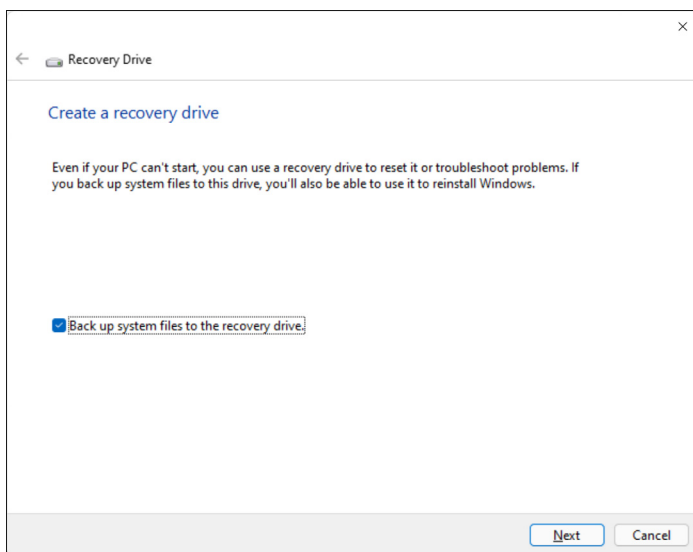 Recovery Drive
Create a recovery drive
Even if your PC can't start, you can use a recovery drive to reset it or troubleshoot problems. If
you back up system files to this drive, you'll also be able to use it to reinstall Windows.
Back up system files to the recovery drive.
Next Cancel